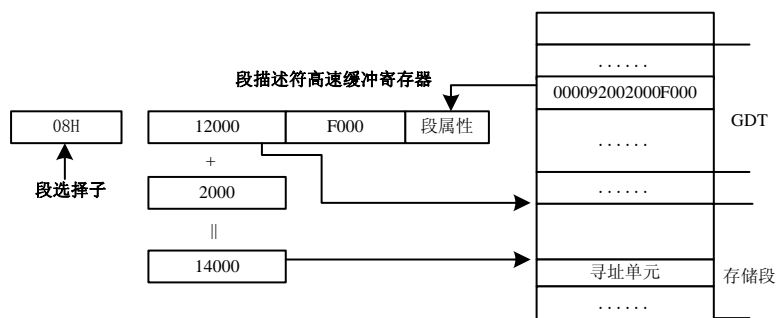 ......
段描述符高速缓冲寄存器
000092002000F000
08H
12000
F000
段属性
GDT
+
......
段选择子
2000
......
||
14000
寻址单元
存储段
......